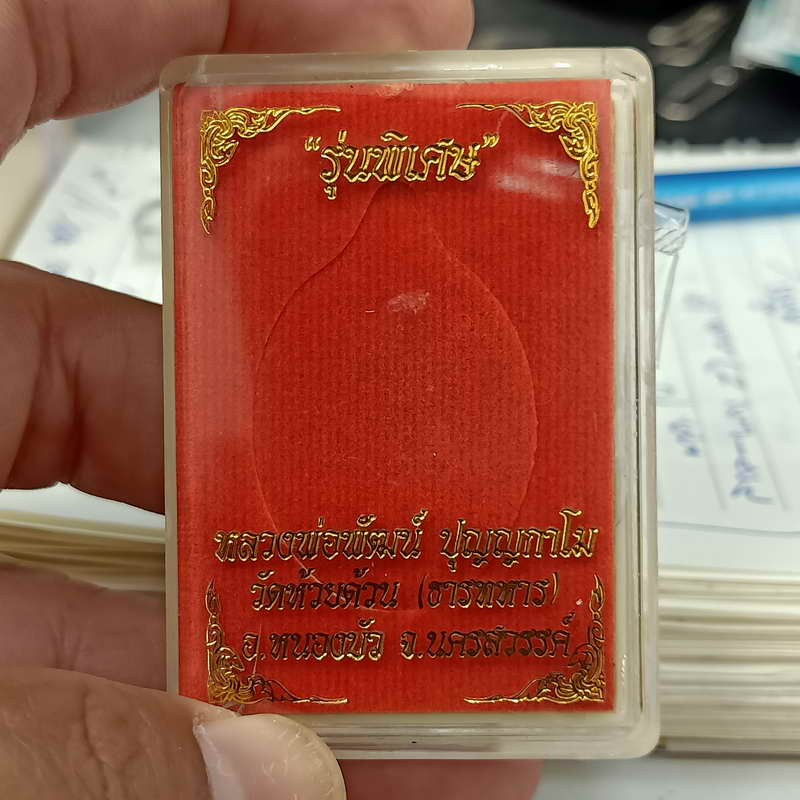 “รุ่นพิเศษ”
หลวงพ่อพัฒน์ ปุญญกาโม
วัดห้วยด้วน (ธารทหาร)
อ.หนองบัว จ.นครสวรรค์